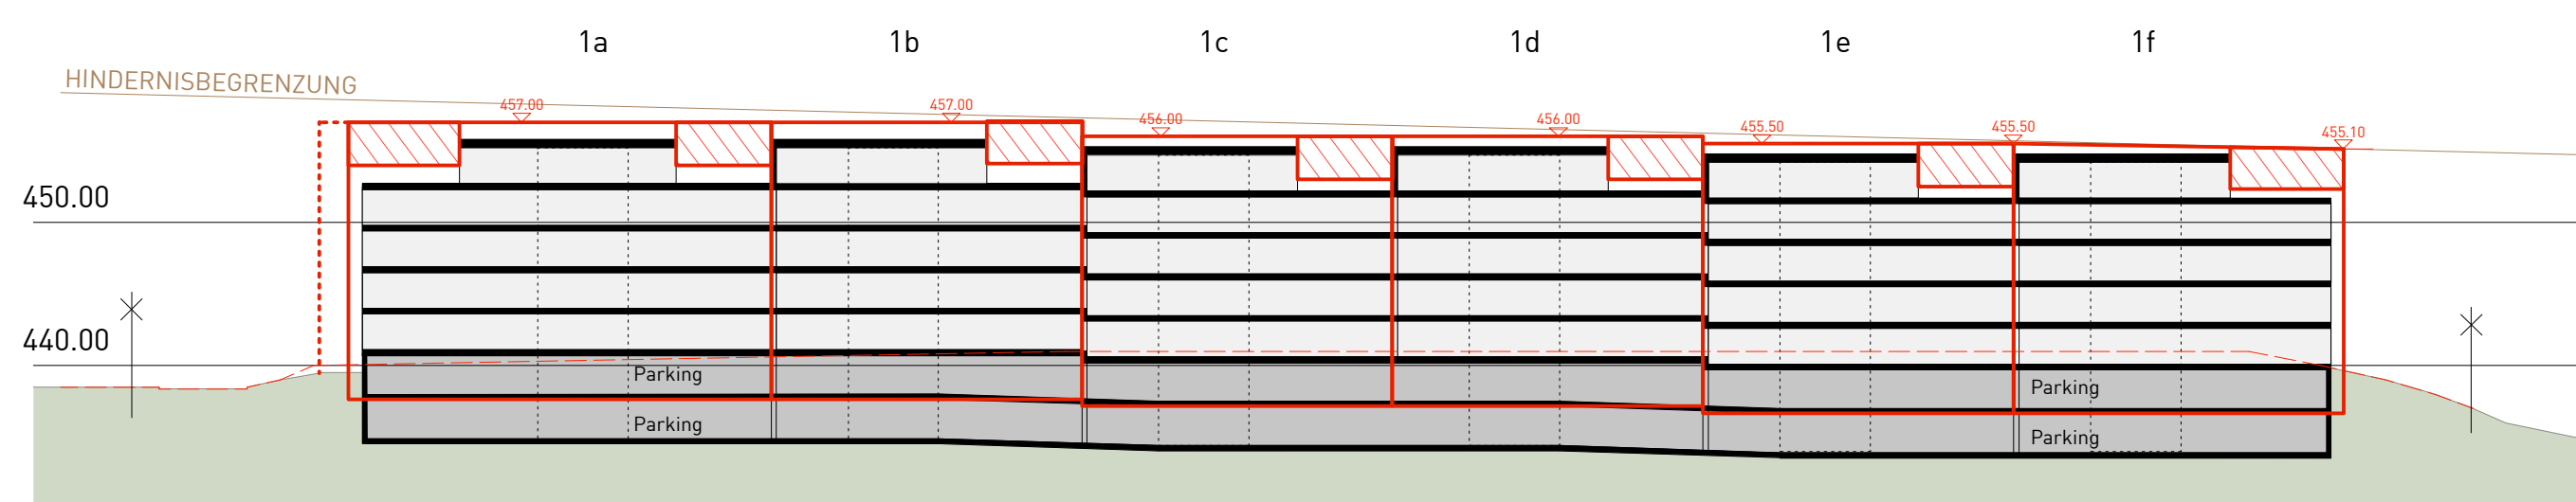 1a 1b 1c 1d 1e 1f
HINDERNISBEGRENZUNG
457.00 457.00 456.00 456.00 455.50 455.50 455.10
450.00
440.00
Parking Parking
Parking Parking